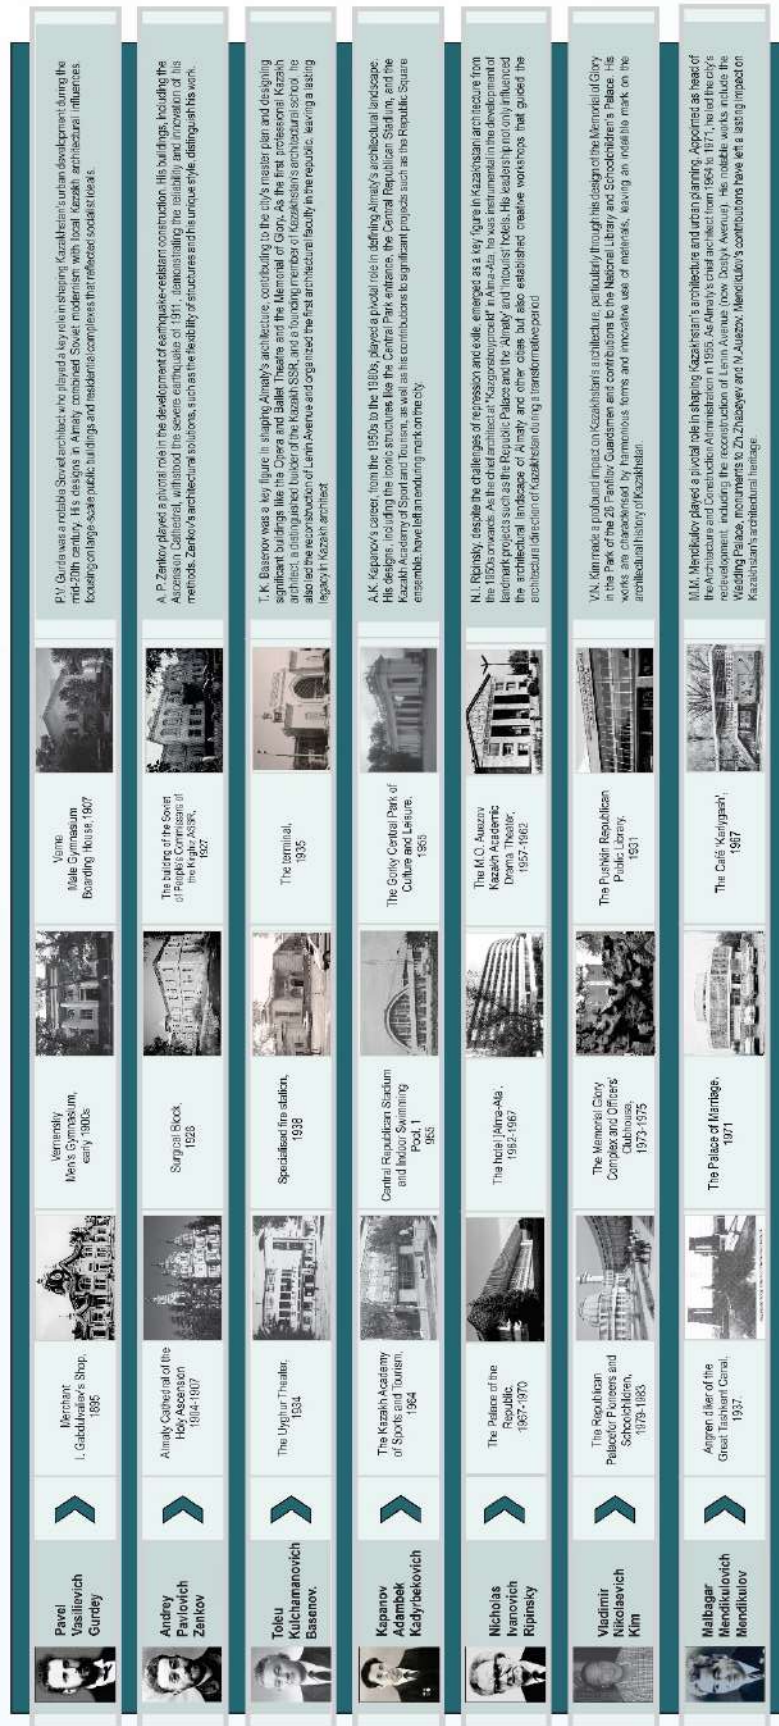 Pavel
Vasilievich
Gurdey
Merchant
I. Gabdulvaliev's Shop,
1895
Vernensky
Men's Gymnasium,
early 1900s
Verne
Male Gymnasium
Boarding House, 1907
P.V. Gurde was a notable Soviet architect who played a key role in shaping Kazakhstan's urban development during the
mid-20th century. His designs in Almaty combined Soviet modernism with local Kazakh architectural influences,
focusing on large-scale public buildings and residential complexes that reflected socialist ideals.
Andrey
Pavlovich
Zenkov
Almaty Cathedral of the
Holy Ascension
1904-1907
Surgical Block,
1926
The building of the Soviet
of People's Commissars of
the Kirghiz ASSR,
1927
A. P.Zenkov played a pivotal role in the development of earthquake-resistant construction. His buildings, including the
Ascension Cathedral, withstood the severe earthquake of 1911, demonstrating the reliability and innovation of his
methods. Zenkov's architectural solutions, such as the flexibility of structures and his unique style, distinguish his work.
Toleu
Kulchamanovich
Basenov.
The Uyghur Theater,
1934
Specialised fire station,
1938
The terminal,
1935
T. K. Basenov was a key figure in shaping Almaty's architecture, contributing to the city's master plan and designing
significant buildings like the Opera and Ballet Theatre and the Memorial of Glory. As the first professional Kazakh
architect, a distinguished builder of the Kazakh SSR, and a founding member of Kazakhstan's architectural school, he
also led the reconstruction of Lenin Avenue and organized the first architectural faculty in the republic, leaving a lasting
legacy in Kazakh architect
Kapanov
Adambek
Kadyrbekovich
The Kazakh Academy
of Sports and Tourism,
1964
Central Republican Stadium
and Indoor Swimming
Pool, 1
955
The Gorky Central Park of
Culture and Leisure,
1955
A.K. Kapanov's career, from the 1950s to the 1980s, played a pivotal role in defining Almaty's architectural landscape.
His designs, including the iconic structures like the Central Park entrance, the Central Republican Stadium, and the
Kazakh Academy of Sport and Tourism, as well as his contributions to significant projects such as the Republic Square
ensemble, have left an enduring mark on the city.
Nicholas
Ivanovich
Ripinsky
The Palace of the
Republic,
1967-1970
The hotel 'Alma-Ata',
1962-1967
The M.O. Auezov
Kazakh Academic
Drama Theater,
1957-1962
N.I. Ripinsky, despite the challenges of repression and exile, emerged as a key figure in Kazakhstani architecture from
the 1950s onwards. As the chief architect at "Kazgorstroyproekt" in Alma-Ata, he was instrumental in the development of
landmark projects such as the Republic Palace and the 'Almaty' and 'Intourist' hotels. His leadership not only influenced
the architectural landscape of Almaty and other cities but also established creative workshops that guided the
architectural direction of Kazakhstan during a transformative period
Vladimir
Nikolaevich
Kim
The Republican
Palacefor Pioneers and
Schoolchildren,
1979-1983
The Memorial Glory
Complex and Officers'
Clubhouse,
1973-1975
The Pushkin Republican
Public Library,
1931
V.N. Kim made a profound impact on Kazakhstan's architecture, particularly through his design of the Memorial of Glory
in the Park of the 28 Panfilov Guardsmen and contributions to the National Library and Schoolchildren's Palace. His
works are characterised by harmonious forms and innovative use of materials, leaving an indelible mark on the
architectural history of Kazakhstan.
Malbagar
Mendikulovich
Mendikulov
Angren diker of the
Great Tashkent Canal,
1937.
The Palace of Marriage,
1971
The Café 'Karlygash',
1967
M.M. Mendikulov played a pivotal role in shaping Kazakhstan's architecture and urban planning. Appointed as head of
the Architecture and Construction Administration in 1955. As Almaty's chief architect from 1964 to 1971, he led the city's
redevelopment, including the reconstruction of Lenin Avenue (now Dostyk Avenue). His notable works include the
Wedding Palace, monuments to Zh.Zhabayev and M.Auezov. Mendikulov's contributions have left a lasting impact on
Kazakhstan's architectural heritage.